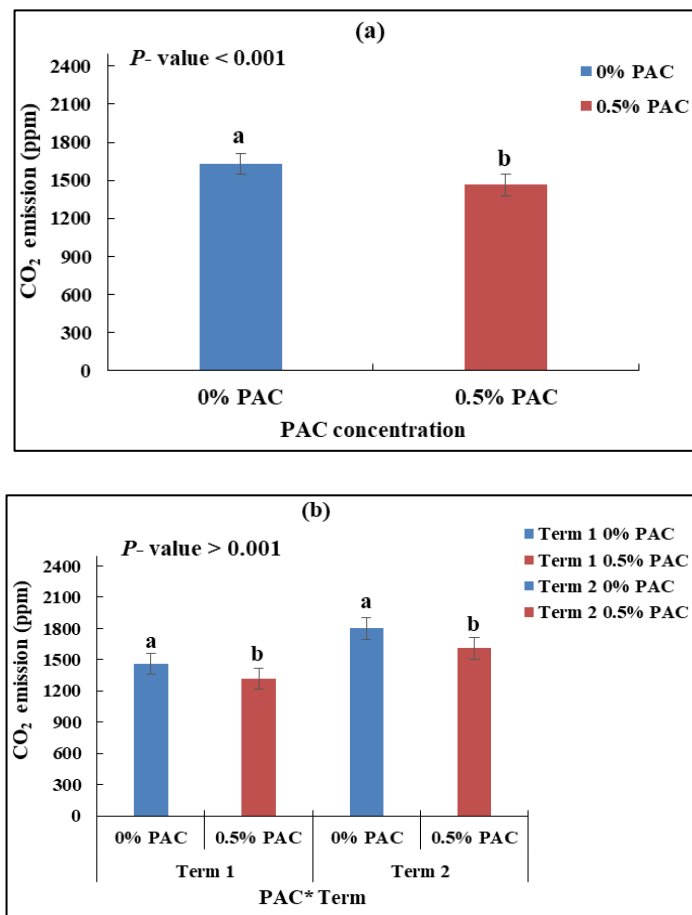 (a)
P- value < 0.001
0% PAC
0.5% PAC
a
b
2400
2100
1800
1500
1200
900
600
300
0
CO₂ emission (ppm)
0% PAC 0.5% PAC
PAC concentration
(b)
P- value > 0.001
Term 1 0% PAC
Term 1 0.5% PAC
Term 2 0% PAC
Term 2 0.5% PAC
a
b
a
b
2400
2100
1800
1500
1200
900
600
300
0
CO₂ emission (ppm)
0% PAC 0.5% PAC 0% PAC 0.5% PAC
Term 1 Term 2
PAC* Term